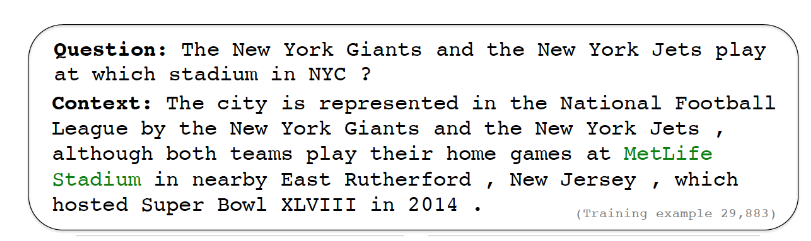 Question: The New York Giants and the New York Jets play
at which stadium in NYC ?
Context: The city is represented in the National Football
League by the New York Giants and the New York Jets ,
although both teams play their home games at MetLife
Stadium in nearby East Rutherford , New Jersey , which
hosted Super Bowl XLVIII in 2014 .
(Training example 29,883)